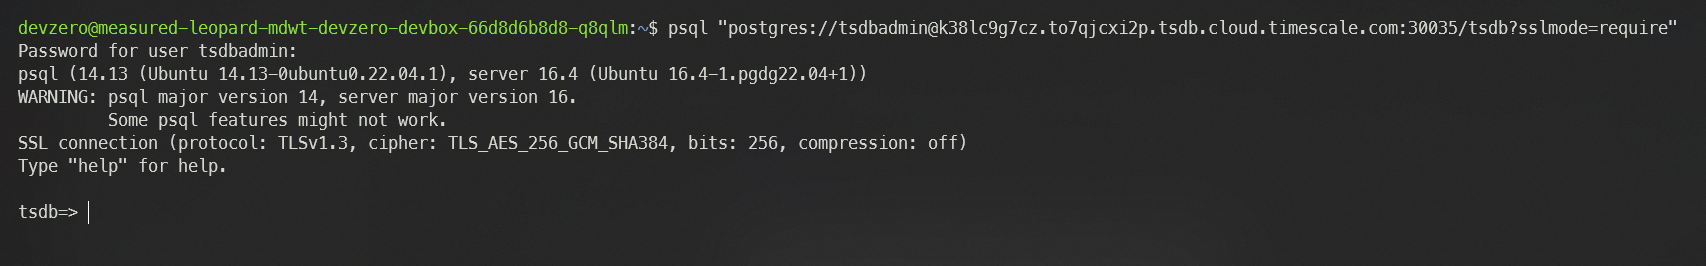 devzero@measured-leopard-mdwt-devzero-devbox-66d8d6b8d8-q8qlm:~$ psql "postgres://tsdbadmin@k38lc9g7cz.to7qjcxi2p.tsdb.cloud.timescale.com:30035/tsdb?sslmode=require"
Password for user tsdbadmin:
psql (14.13 (Ubuntu 14.13-0ubuntu0.22.04.1), server 16.4 (Ubuntu 16.4-1.pgdg22.04+1))
WARNING: psql major version 14, server major version 16.
         Some psql features might not work.
SSL connection (protocol: TLSv1.3, cipher: TLS_AES_256_GCM_SHA384, bits: 256, compression: off)
Type "help" for help.

tsdb=>